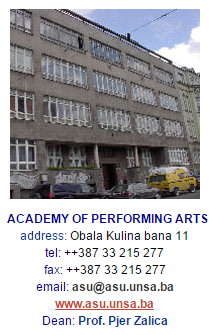 ACADEMY OF PERFORMING ARTS
address: Obala Kulina bana 11
tel: ++387 33 215 277
fax: ++387 33 215 277
email: asu@asu.unsa.ba
www.asu.unsa.ba
Dean: Prof. Pjer Zalica